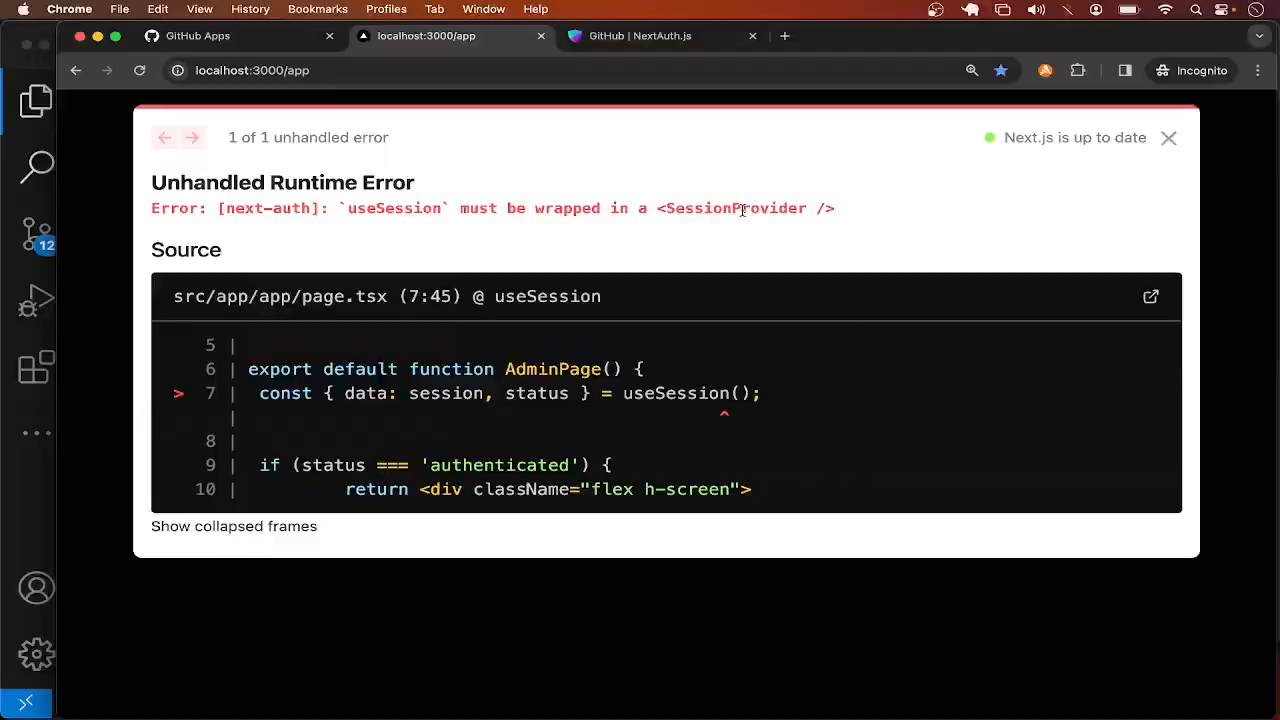 Chrome File Edit View History Bookmarks Profiles Tab Window Help
GitHub Apps
localhost:3000/app
GitHub | NextAuth.js
localhost:3000/app
Incognito
1 of 1 unhandled error
Next.js is up to date
Unhandled Runtime Error
Error: [next-auth]: `useSession` must be wrapped in a <SessionProvider />
Source
src/app/app/page.tsx (7:45) @ useSession
5 |
6 | export default function AdminPage() {
> 7 | const { data: session, status } = useSession();
| ^
8 |
9 | if (status === 'authenticated') {
10 | return <div className="flex h-screen">
Show collapsed frames
12